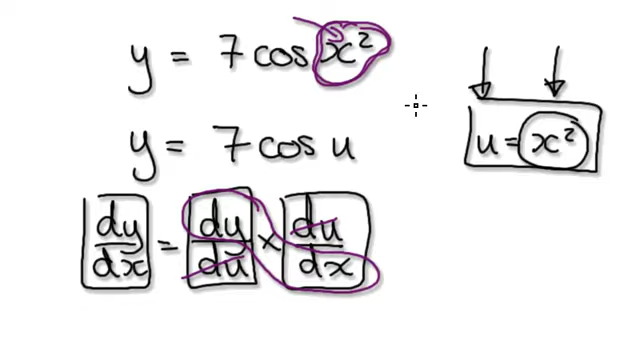 y = 7 cos x²
y = 7 cos u
u = x²
dy/dx = dy/du × du/dx